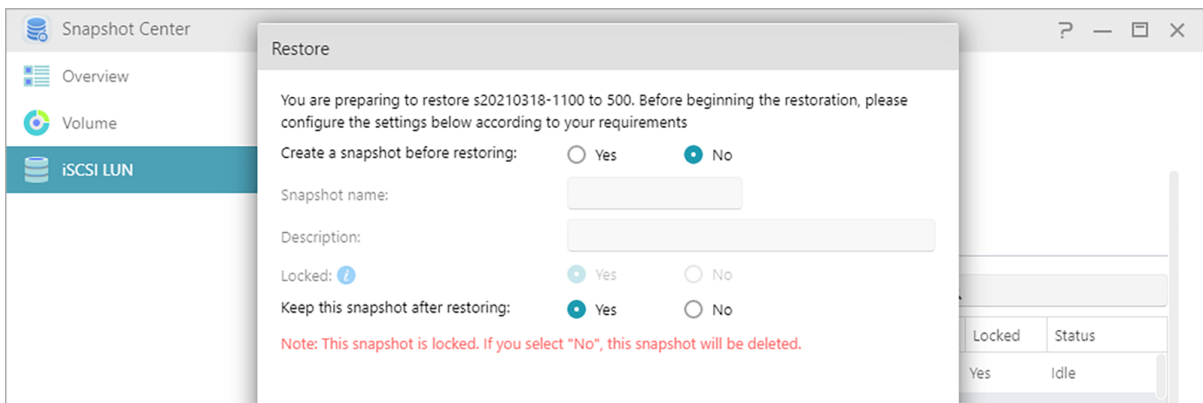 Snapshot Center
?
Restore
Overview
Volume
iSCSI LUN
You are preparing to restore s20210318-1100 to 500. Before beginning the restoration, please
configure the settings below according to your requirements
Create a snapshot before restoring: Yes No
Snapshot name:
Description:
Locked: i Yes No
Keep this snapshot after restoring: Yes No
Note: This snapshot is locked. If you select "No", this snapshot will be deleted.
Locked Status
Yes Idle